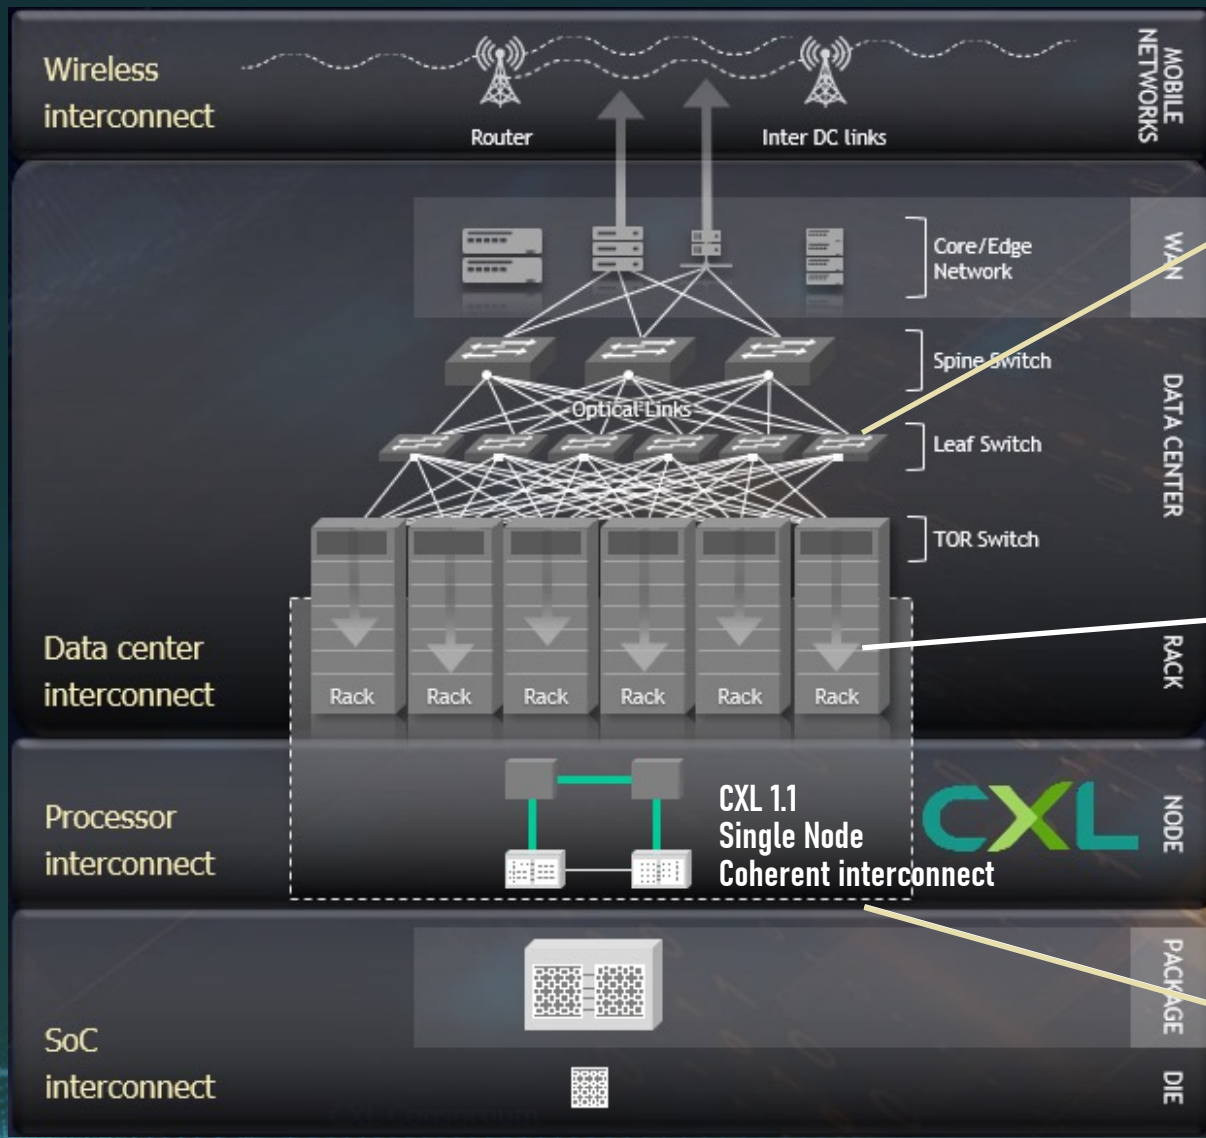 Wireless
interconnect
Router
Inter DC links
MOBILE
NETWORKS
Core/Edge
Network
WAN
Spine Switch
Optical Links
Leaf Switch
DATA CENTER
TOR Switch
Data center
interconnect
Rack
Rack
Rack
Rack
Rack
Rack
RACK
Processor
interconnect
CXL 1.1
Single Node
Coherent interconnect
CXL
NODE
SoC
interconnect
PACKAGE
DIE